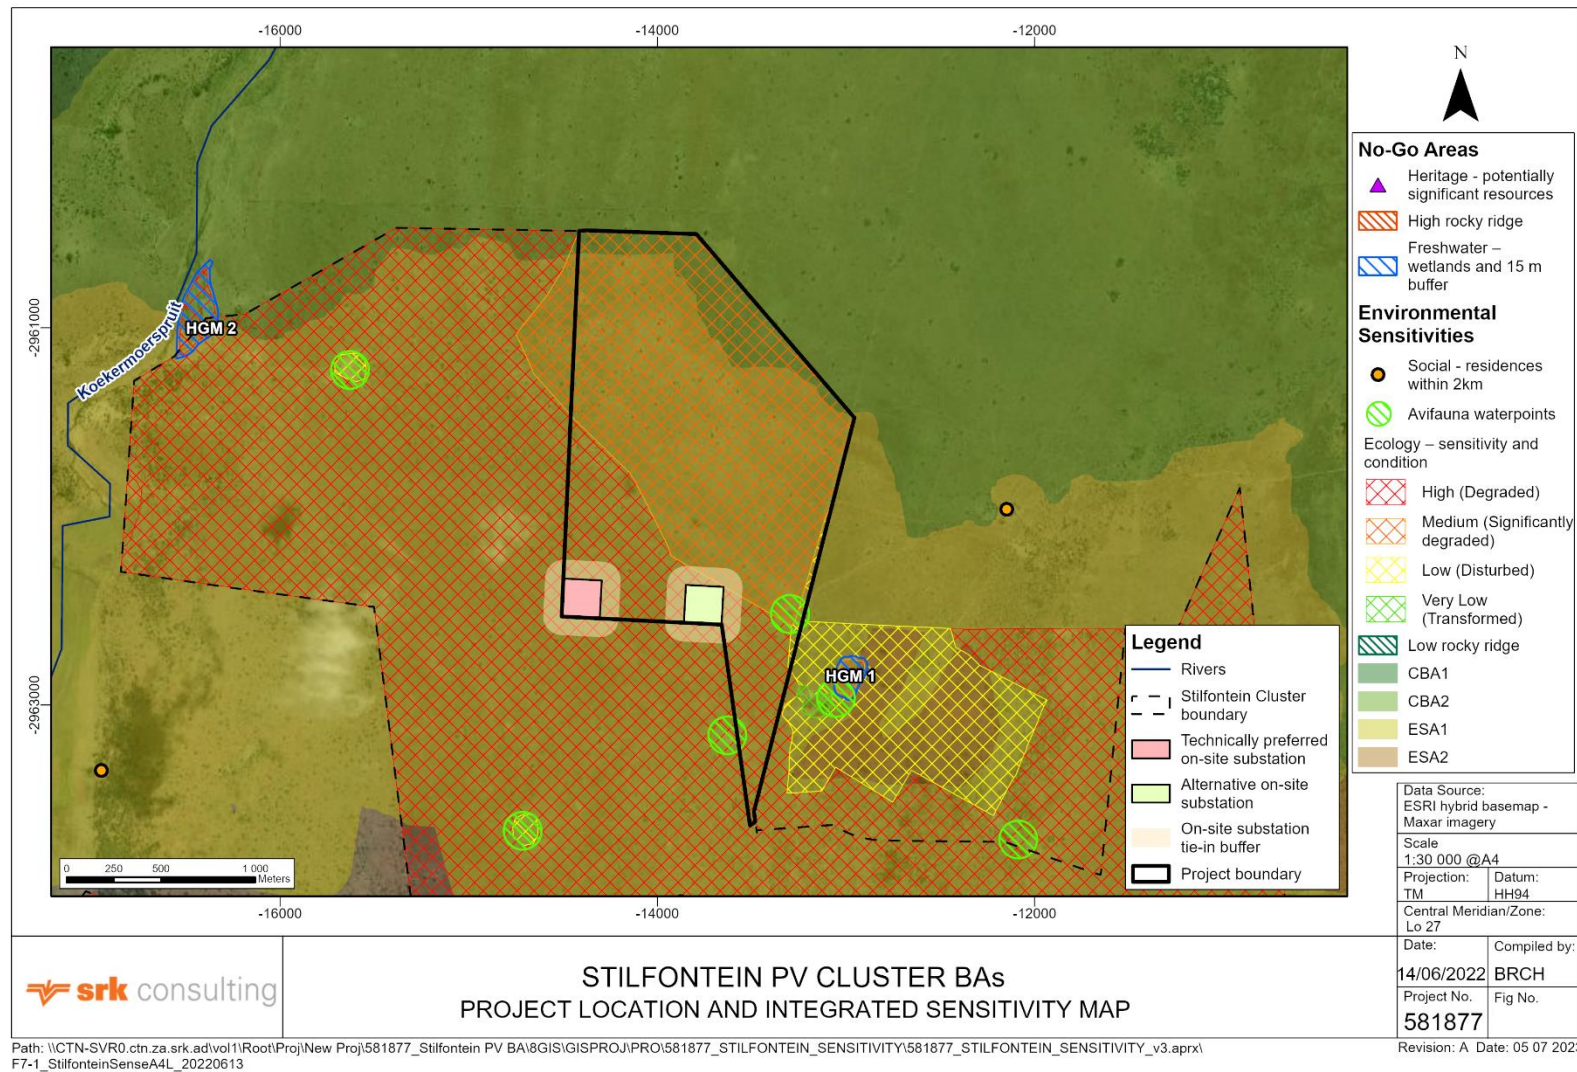 -16000
-14000
-12000
-2961000
-2963000
-2961000
-2963000
Koekermoerspruit
HGM 2
HGM 1
0 250 500 1 000
Meters
-16000
-14000
-12000
Legend
Rivers
Stilfontein Cluster
boundary
Technically preferred
on-site substation
Alternative on-site
substation
On-site substation
tie-in buffer
Project boundary
N
No-Go Areas
Heritage - potentially
significant resources
High rocky ridge
Freshwater –
wetlands and 15 m
buffer
Environmental
Sensitivities
Social - residences
within 2km
Avifauna waterpoints
Ecology – sensitivity and
condition
High (Degraded)
Medium (Significantly
degraded)
Low (Disturbed)
Very Low
(Transformed)
Low rocky ridge
CBA1
CBA2
ESA1
ESA2
Data Source:
ESRI hybrid basemap -
Maxar imagery
Scale
1:30 000 @A4
Projection: Datum:
TM HH94
Central Meridian/Zone:
Lo 27
Date: Compiled by:
14/06/2022 BRCH
Project No. Fig No.
581877
srk consulting
STILFONTEIN PV CLUSTER BAs
PROJECT LOCATION AND INTEGRATED SENSITIVITY MAP
Path: \\CTN-SVR0.ctn.za.srk.ad\vol1\Root\Proj\New Proj\581877_Stilfontein PV BA\8GIS\GISPROJ\PRO\581877_STILFONTEIN_SENSITIVITY\581877_STILFONTEIN_SENSITIVITY_v3.aprx\
F7-1_StilfonteinSenseA4L_20220613
Revision: A Date: 05 07 2023